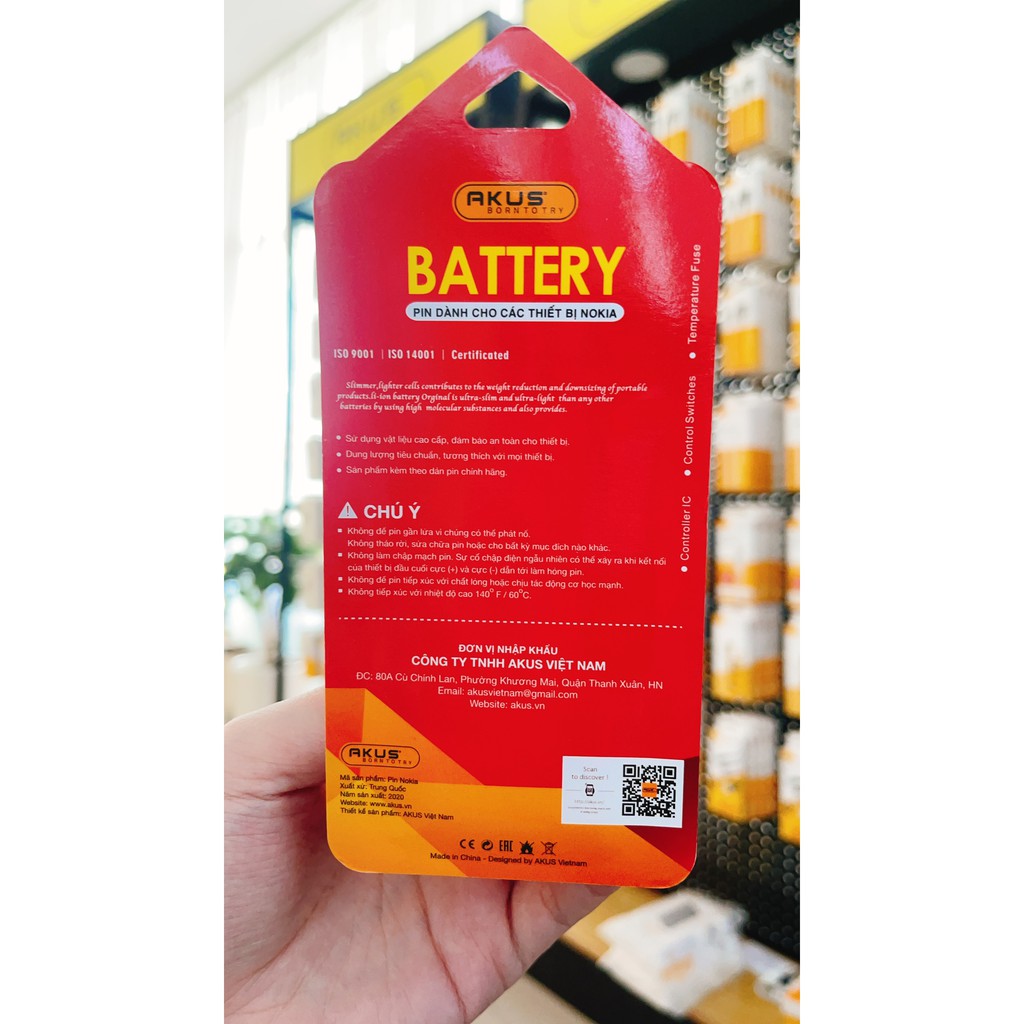 AKUS
BORN TO TRY
BATTERY
PIN DÀNH CHO CÁC THIẾT BỊ NOKIA
ISO 9001 | ISO 14001 | Certificated
Slimmer,lighter cells contributes to the weight reduction and downsizing of portable
products.li-ion battery Orginal is ultra-slim and ultra-light than any other
batteries by using high molecular substances and also provides.
• Sử dụng vật liệu cao cấp, đảm bảo an toàn cho thiết bị.
• Dung lượng tiêu chuẩn, tương thích với mọi thiết bị.
• Sản phẩm kèm theo dán pin chính hãng.
CHÚ Ý
Không để pin gần lửa vì chúng có thể phát nổ.
Không tháo rời, sửa chữa pin hoặc cho bất kỳ mục đích nào khác.
Không làm chập mạch pin. Sự cố chập điện ngẫu nhiên có thể xảy ra khi kết nối
của thiết bị đầu cuối cực (+) và cực (-) dẫn tới làm hỏng pin.
Không để pin tiếp xúc với chất lỏng hoặc chịu tác động cơ học mạnh.
Không tiếp xúc với nhiệt độ cao 140° F / 60°C.
• Controller IC • Control Switches • Temperature Fuse
ĐƠN VỊ NHẬP KHẨU
CÔNG TY TNHH AKUS VIỆT NAM
ĐC: 80A Cù Chính Lan, Phường Khương Mai, Quận Thanh Xuân, HN
Email: akusvietnam@gmail.com
Website: akus.vn
AKUS
BORN TO TRY
Mã sản phẩm: Pin Nokia
Xuất xứ: Trung Quốc
Năm sản xuất: 2020
Website: www.akus.vn
Thiết kế sản phẩm: AKUS Việt Nam
Scan
to discover !
CE EAC
Made in China - Designed by AKUS Vietnam